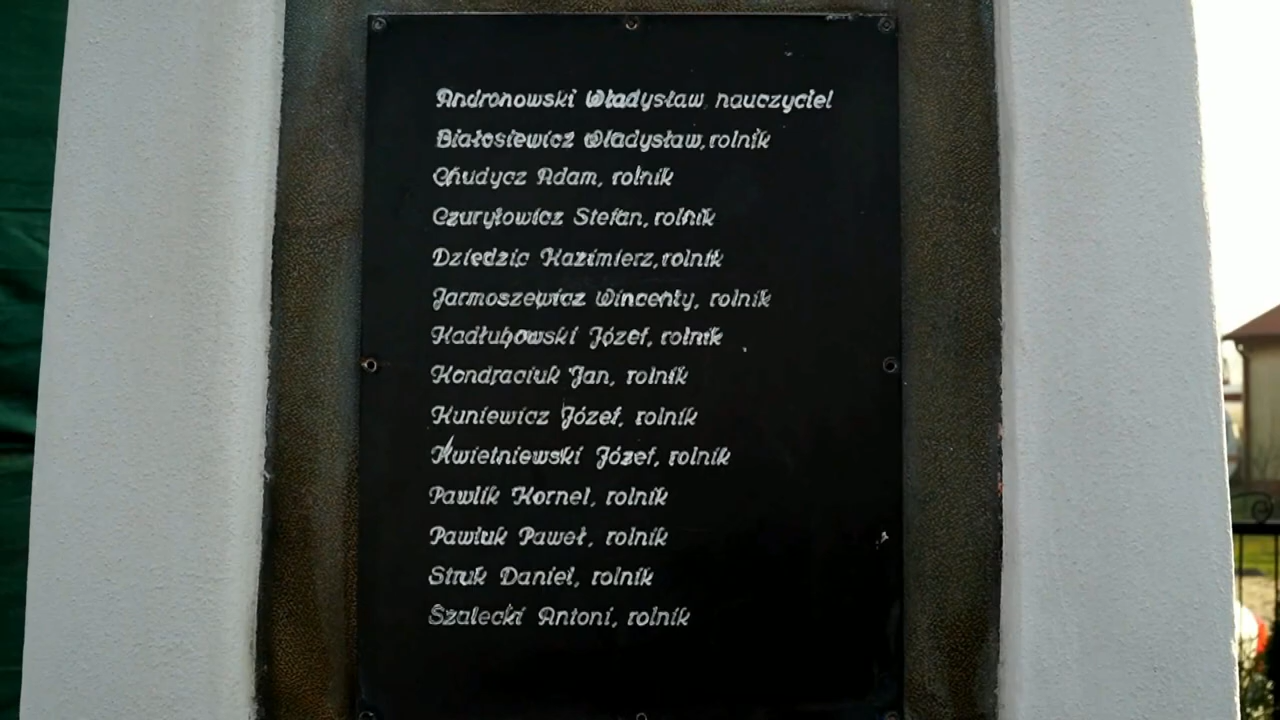 Andronowski Władysław, nauczyciel
Białosiewicz Władysław, rolnik
Chudycz Adam, rolnik
Czuryłowicz Stefan, rolnik
Dziedzic Kazimierz, rolnik
Jarmoszewicz Wincenty, rolnik
Kadłubowski Józef, rolnik
Kondraciuk Jan, rolnik
Kuniewicz Józef, rolnik
Kwietniewski Józef, rolnik
Pawlik Kornel, rolnik
Pawluk Paweł, rolnik
Struk Daniel, rolnik
Szalecki Antoni, rolnik